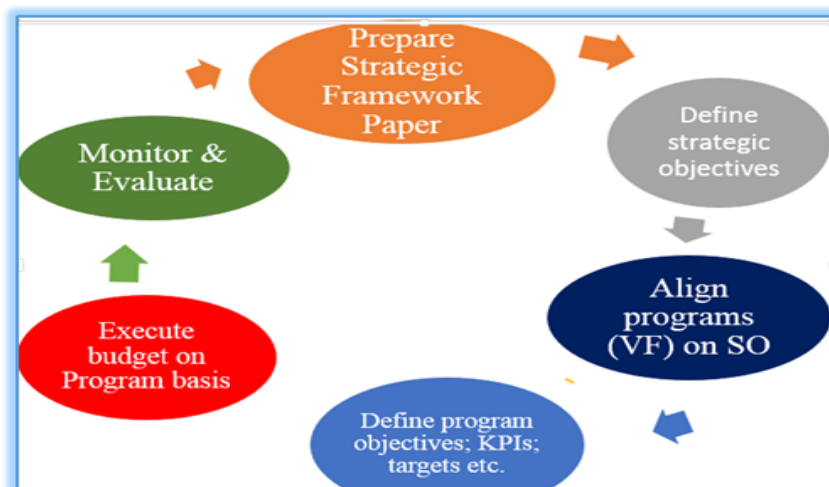 Prepare
Strategic
Framework
Paper
Define
strategic
objectives
Align
programs
(VF) on SO
Define program
objectives; KPIs;
targets etc.
Execute
budget on
Program basis
Monitor &
Evaluate